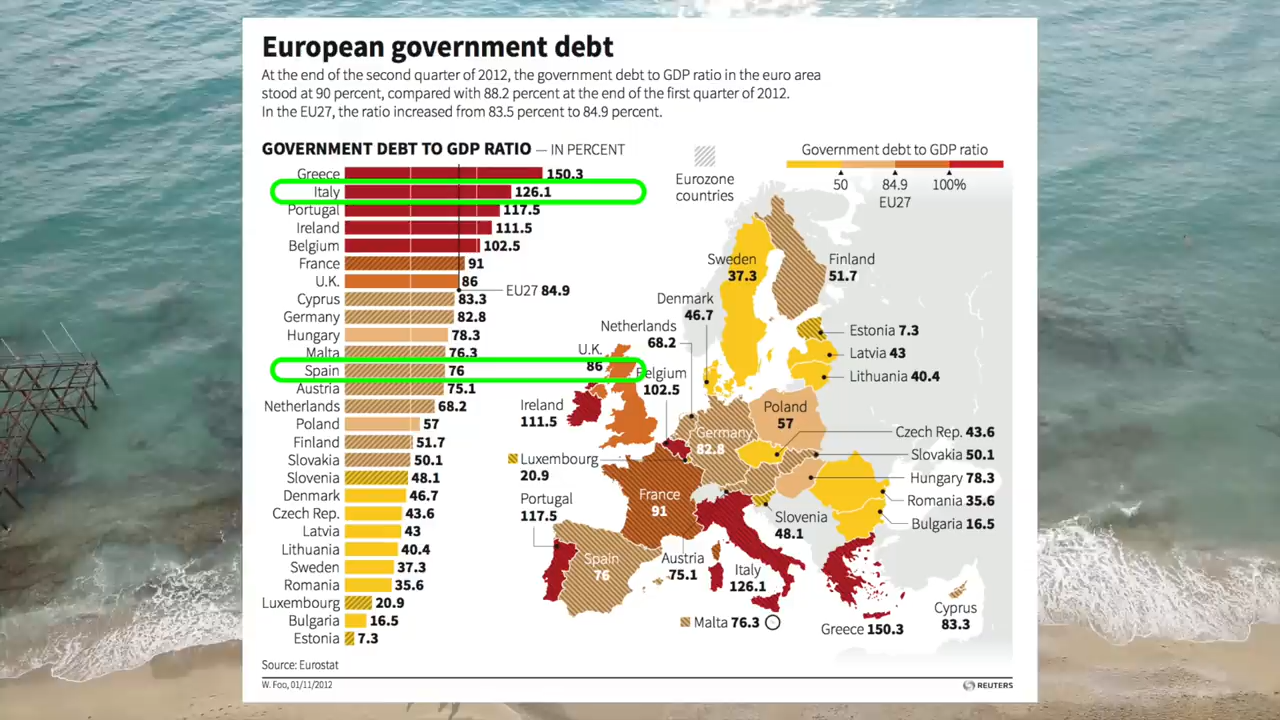 European government debt
At the end of the second quarter of 2012, the government debt to GDP ratio in the euro area
stood at 90 percent, compared with 88.2 percent at the end of the first quarter of 2012.
In the EU27, the ratio increased from 83.5 percent to 84.9 percent.
GOVERNMENT DEBT TO GDP RATIO — IN PERCENT
Greece 150.3
Italy 126.1
Portugal 117.5
Ireland 111.5
Belgium 102.5
France 91
U.K. 86
EU27 84.9
Cyprus 83.3
Germany 82.8
Hungary 78.3
Malta 76.3
Spain 76
Austria 75.1
Netherlands 68.2
Poland 57
Finland 51.7
Slovakia 50.1
Slovenia 48.1
Denmark 46.7
Czech Rep. 43.6
Latvia 43
Lithuania 40.4
Sweden 37.3
Romania 35.6
Luxembourg 20.9
Bulgaria 16.5
Estonia 7.3
Eurozone
countries
Government debt to GDP ratio
50 84.9 100%
EU27
Sweden
37.3
Finland
51.7
Denmark
46.7
Netherlands
68.2
Estonia 7.3
Latvia 43
Lithuania 40.4
U.K.
86
Belgium
102.5
Ireland
111.5
Poland
57
Germany
82.8
Czech Rep. 43.6
Slovakia 50.1
Hungary 78.3
Romania 35.6
Bulgaria 16.5
Luxembourg
20.9
France
91
Portugal
117.5
Slovenia
48.1
Spain
76
Austria
75.1
Italy
126.1
Malta 76.3
Greece 150.3
Cyprus
83.3
Source: Eurostat
W. Foo, 01/11/2012
REUTERS